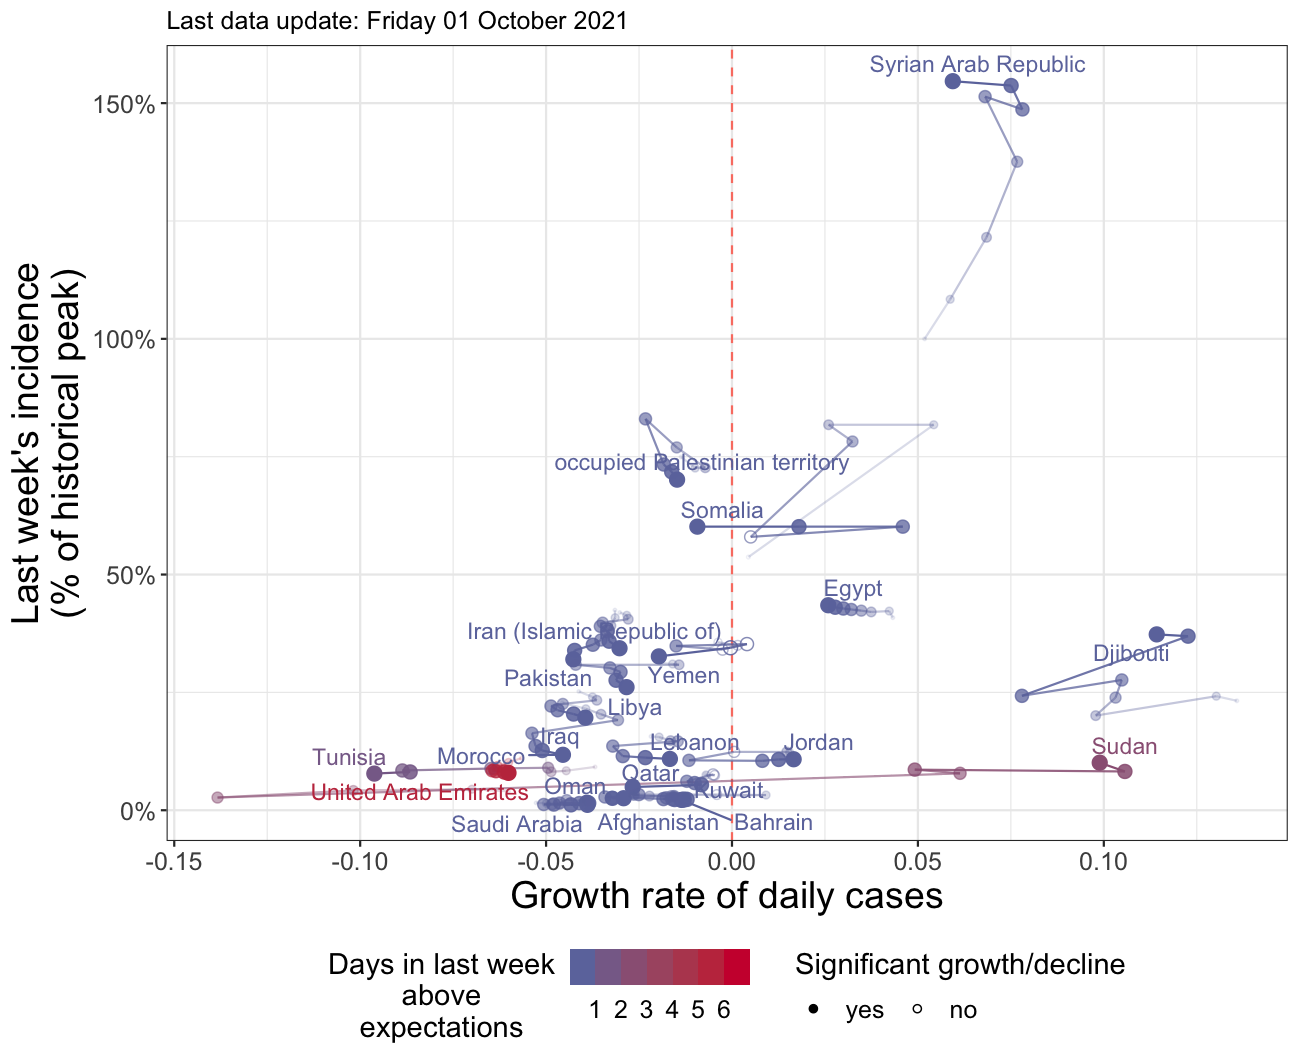 Last data update: Friday 01 October 2021
Last week's incidence
(% of historical peak)
150%
100%
50%
0%
Syrian Arab Republic
occupied Palestinian territory
Somalia
Egypt
Iran (Islamic Republic of)
Djibouti
Pakistan
Yemen
Libya
Iraq
Lebanon
Jordan
Sudan
Tunisia
Morocco
Qatar
United Arab Emirates
Oman
Kuwait
Saudi Arabia
Afghanistan
Bahrain
-0.15
-0.10
-0.05
0.00
0.05
0.10
Growth rate of daily cases
Days in last week
above
expectations
1 2 3 4 5 6
Significant growth/decline
yes
no